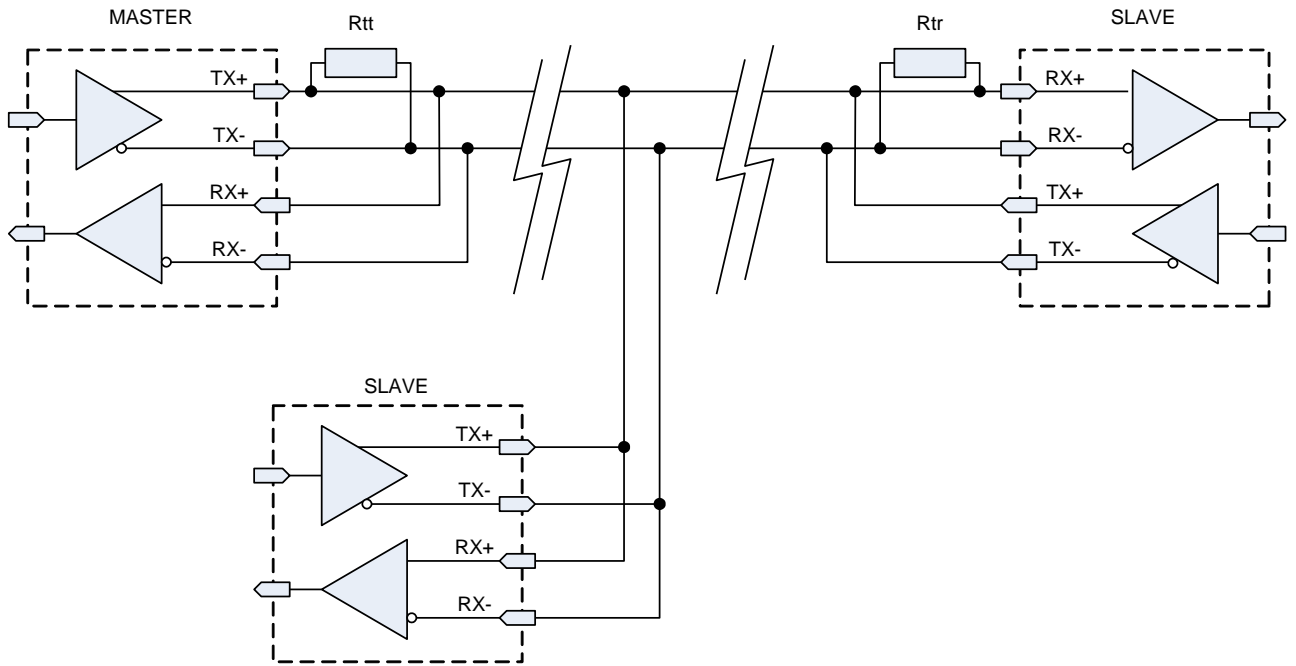 MASTER
Rtt
Rtr
SLAVE
TX+
TX-
RX+
RX-
RX+
RX-
TX+
TX-
SLAVE
TX+
TX-
RX+
RX-